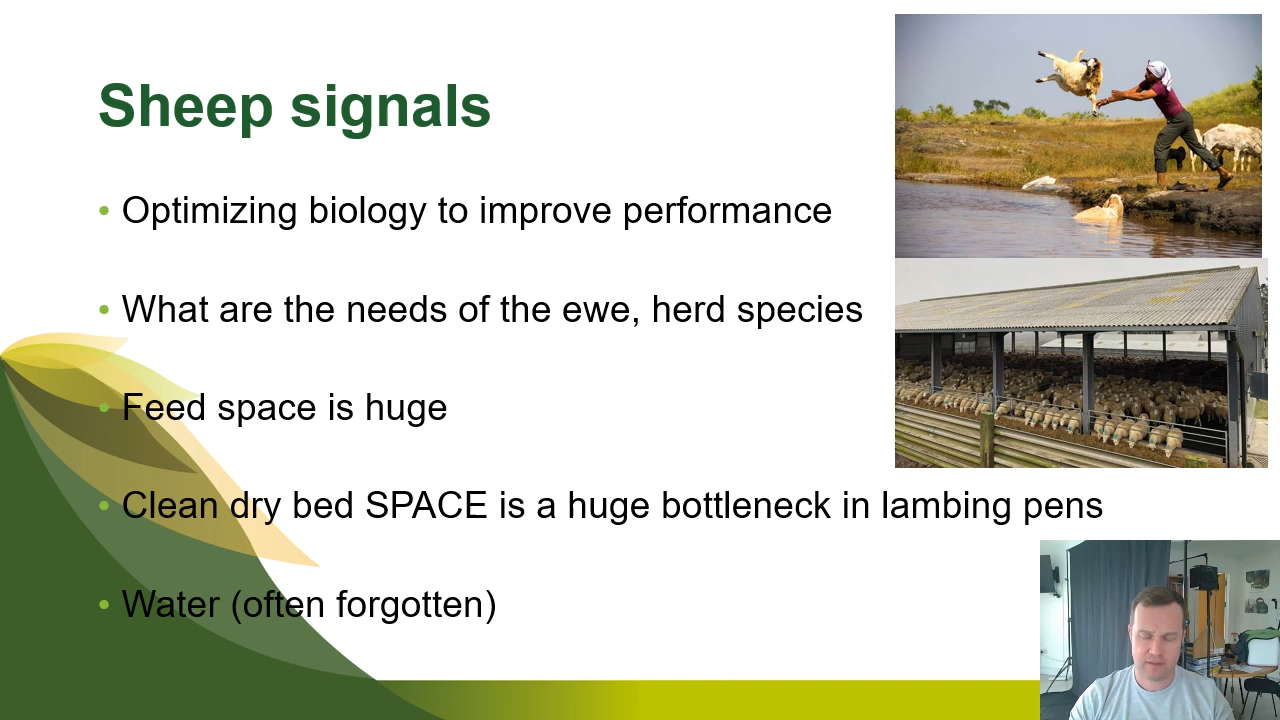 Sheep signals
• Optimizing biology to improve performance
• What are the needs of the ewe, herd species
• Feed space is huge
• Clean dry bed SPACE is a huge bottleneck in lambing pens
• Water (often forgotten)